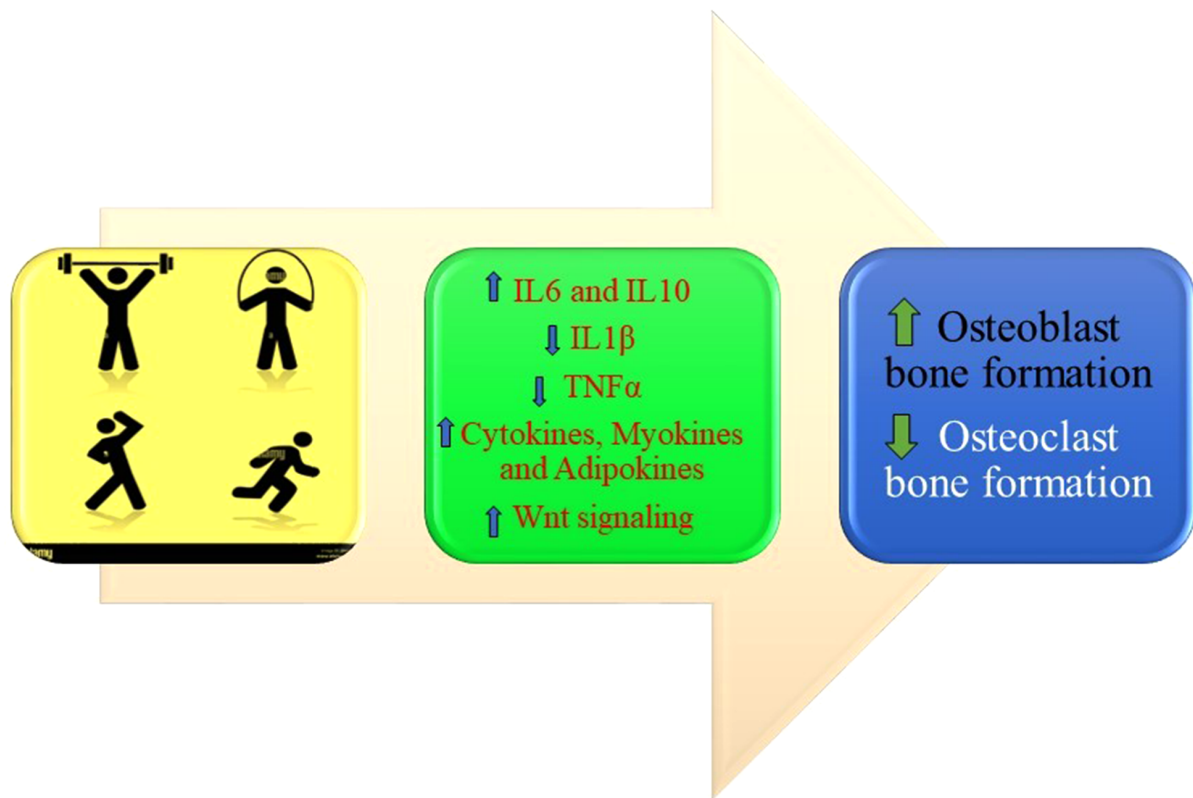 IL6 and IL10
IL1β
TNFα
Cytokines, Myokines
and Adipokines
Wnt signaling
Osteoblast
bone formation
Osteoclast
bone formation